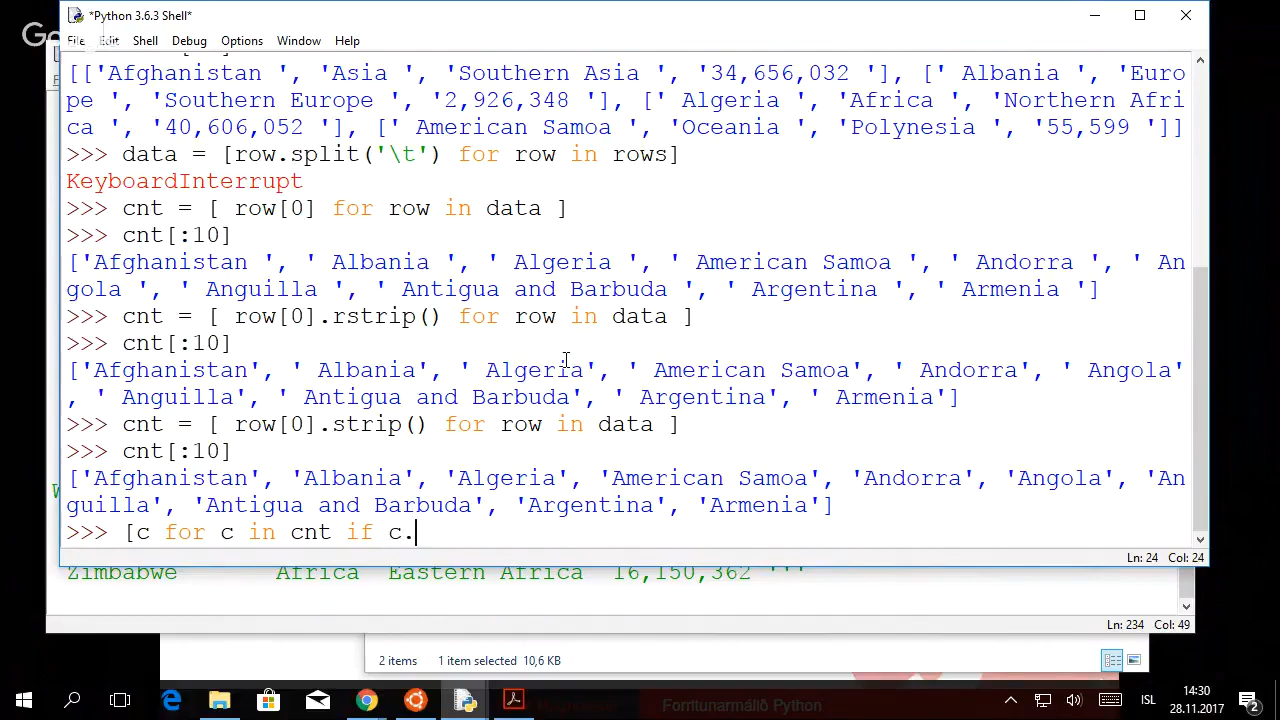 *Python 3.6.3 Shell*
File Edit Shell Debug Options Window Help
[['Afghanistan ', 'Asia ', 'Southern Asia ', '34,656,032 '], [' Albania ', 'Euro
pe ', 'Southern Europe ', '2,926,348 '], [' Algeria ', 'Africa ', 'Northern Afri
ca ', '40,606,052 '], [' American Samoa ', 'Oceania ', 'Polynesia ', '55,599 ']]
>>> data = [row.split('\t') for row in rows]
KeyboardInterrupt
>>> cnt = [ row[0] for row in data ]
>>> cnt[:10]
['Afghanistan ', ' Albania ', ' Algeria ', ' American Samoa ', ' Andorra ', ' An
gola ', ' Anguilla ', ' Antigua and Barbuda ', ' Argentina ', ' Armenia ']
>>> cnt = [ row[0].rstrip() for row in data ]
>>> cnt[:10]
['Afghanistan', ' Albania', ' Algeria', ' American Samoa', ' Andorra', ' Angola'
, ' Anguilla', ' Antigua and Barbuda', ' Argentina', ' Armenia']
>>> cnt = [ row[0].strip() for row in data ]
>>> cnt[:10]
['Afghanistan', 'Albania', 'Algeria', 'American Samoa', 'Andorra', 'Angola', 'An
guilla', 'Antigua and Barbuda', 'Argentina', 'Armenia']
>>> [c for c in cnt if c.
Ln: 24 Col: 24
Zimbabwe Africa Eastern Africa 16,150,362 '''
Ln: 234 Col: 49
2 items 1 item selected 10,6 KB
Forritunarmálið Python
ÍSL
14:30
28.11.2017
2